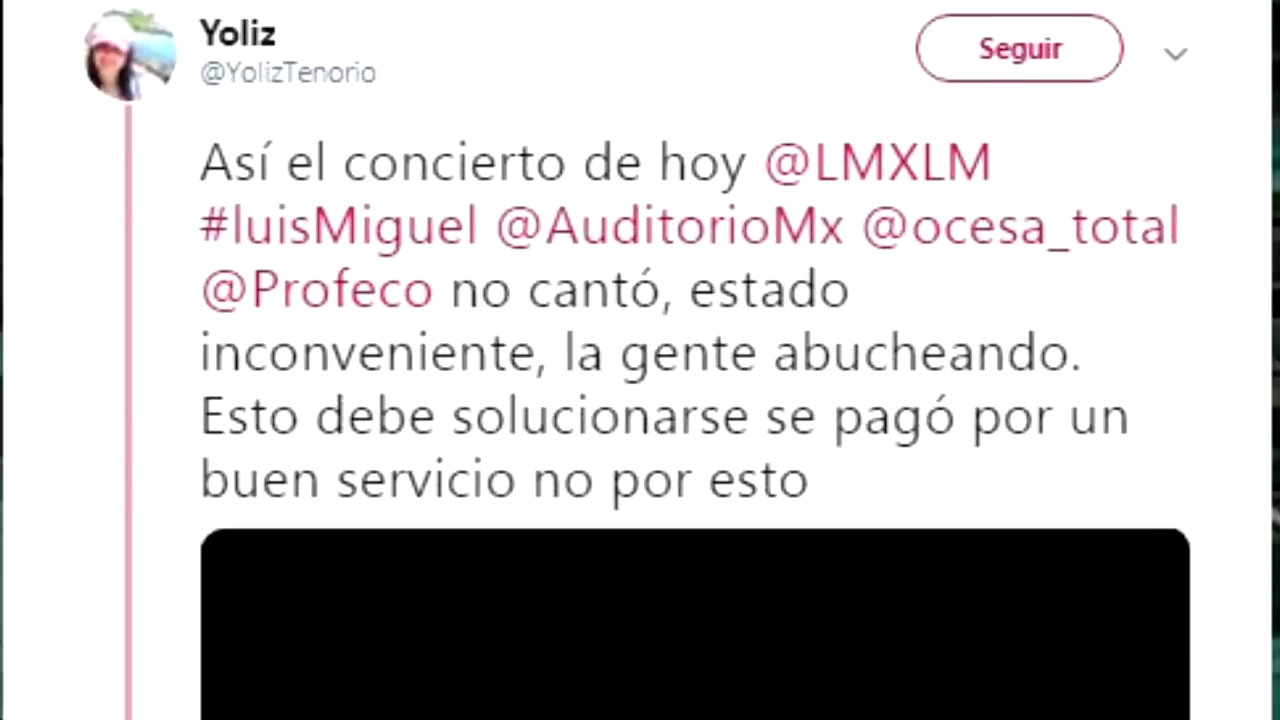 Yoliz
@YolizTenorio
Seguir
Así el concierto de hoy @LMXLM
#luisMiguel @AuditorioMx @ocesa_total
@Profeco no cantó, estado
inconveniente, la gente abucheando.
Esto debe solucionarse se pagó por un
buen servicio no por esto